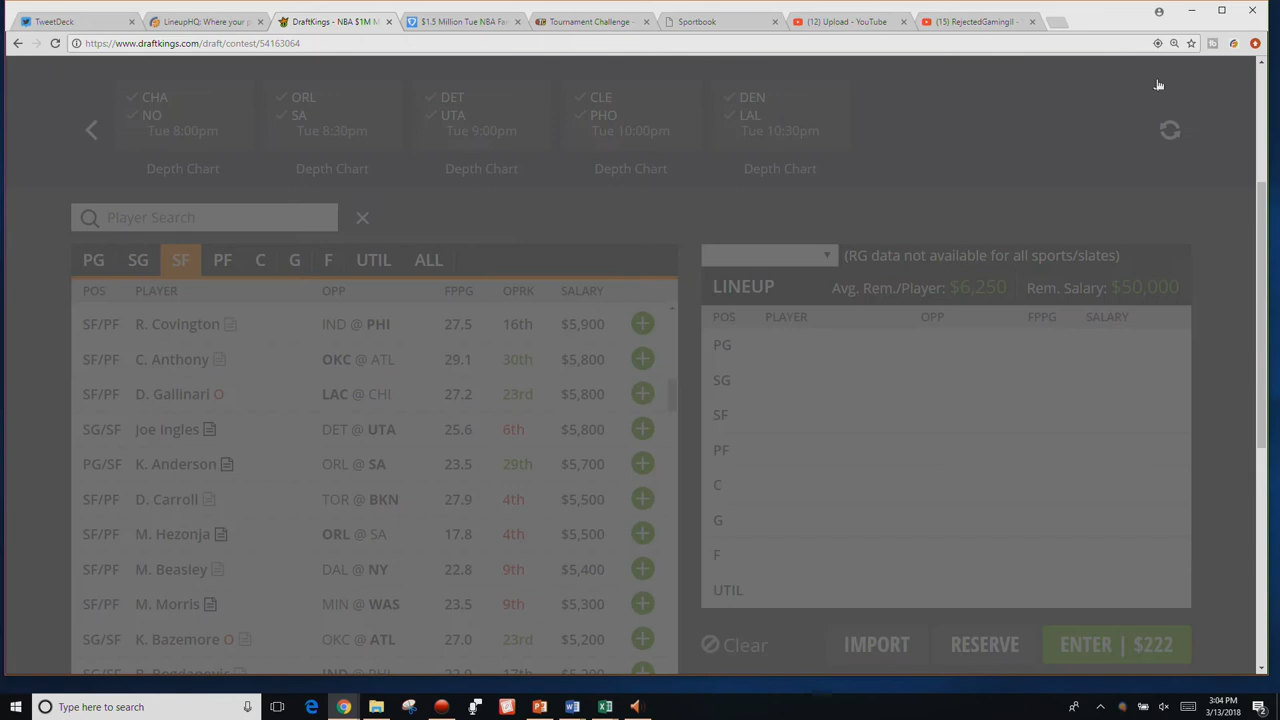 TweetDeck
LineupHQ: Where your p
DraftKings - NBA $1M M
$1.5 Million Tue NBA Fa
Tournament Challenge -
Sportbook
(12) Upload - YouTube
(15) RejectedGamingII -
https://www.draftkings.com/draft/contest/54163064
CHA ORL DET CLE DEN
NO SA UTA PHO LAL
Tue 8:00pm Tue 8:30pm Tue 9:00pm Tue 10:00pm Tue 10:30pm
Depth Chart Depth Chart Depth Chart Depth Chart Depth Chart
Player Search
PG SG SF PF C G F UTIL ALL
POS PLAYER OPP FPPG OPRK SALARY
SF/PF R. Covington IND @ PHI 27.5 16th $5,900
SF/PF C. Anthony OKC @ ATL 29.1 30th $5,800
SF/PF D. Gallinari O LAC @ CHI 27.2 23rd $5,800
SG/SF Joe Ingles DET @ UTA 25.6 6th $5,800
PG/SF K. Anderson ORL @ SA 23.5 29th $5,700
SF/PF D. Carroll TOR @ BKN 27.9 4th $5,500
SF/PF M. Hezonja ORL @ SA 17.8 4th $5,500
SF/PF M. Beasley DAL @ NY 22.8 9th $5,400
SF/PF M. Morris MIN @ WAS 23.5 9th $5,300
SG/SF K. Bazemore O OKC @ ATL 27.0 23rd $5,200
(RG data not available for all sports/slates)
LINEUP Avg. Rem./Player: $6,250 Rem. Salary: $50,000
POS PLAYER OPP FPPG SALARY
PG
SG
SF
PF
C
G
F
UTIL
Clear IMPORT RESERVE ENTER | $222
Type here to search
3:04 PM
3/13/2018
2